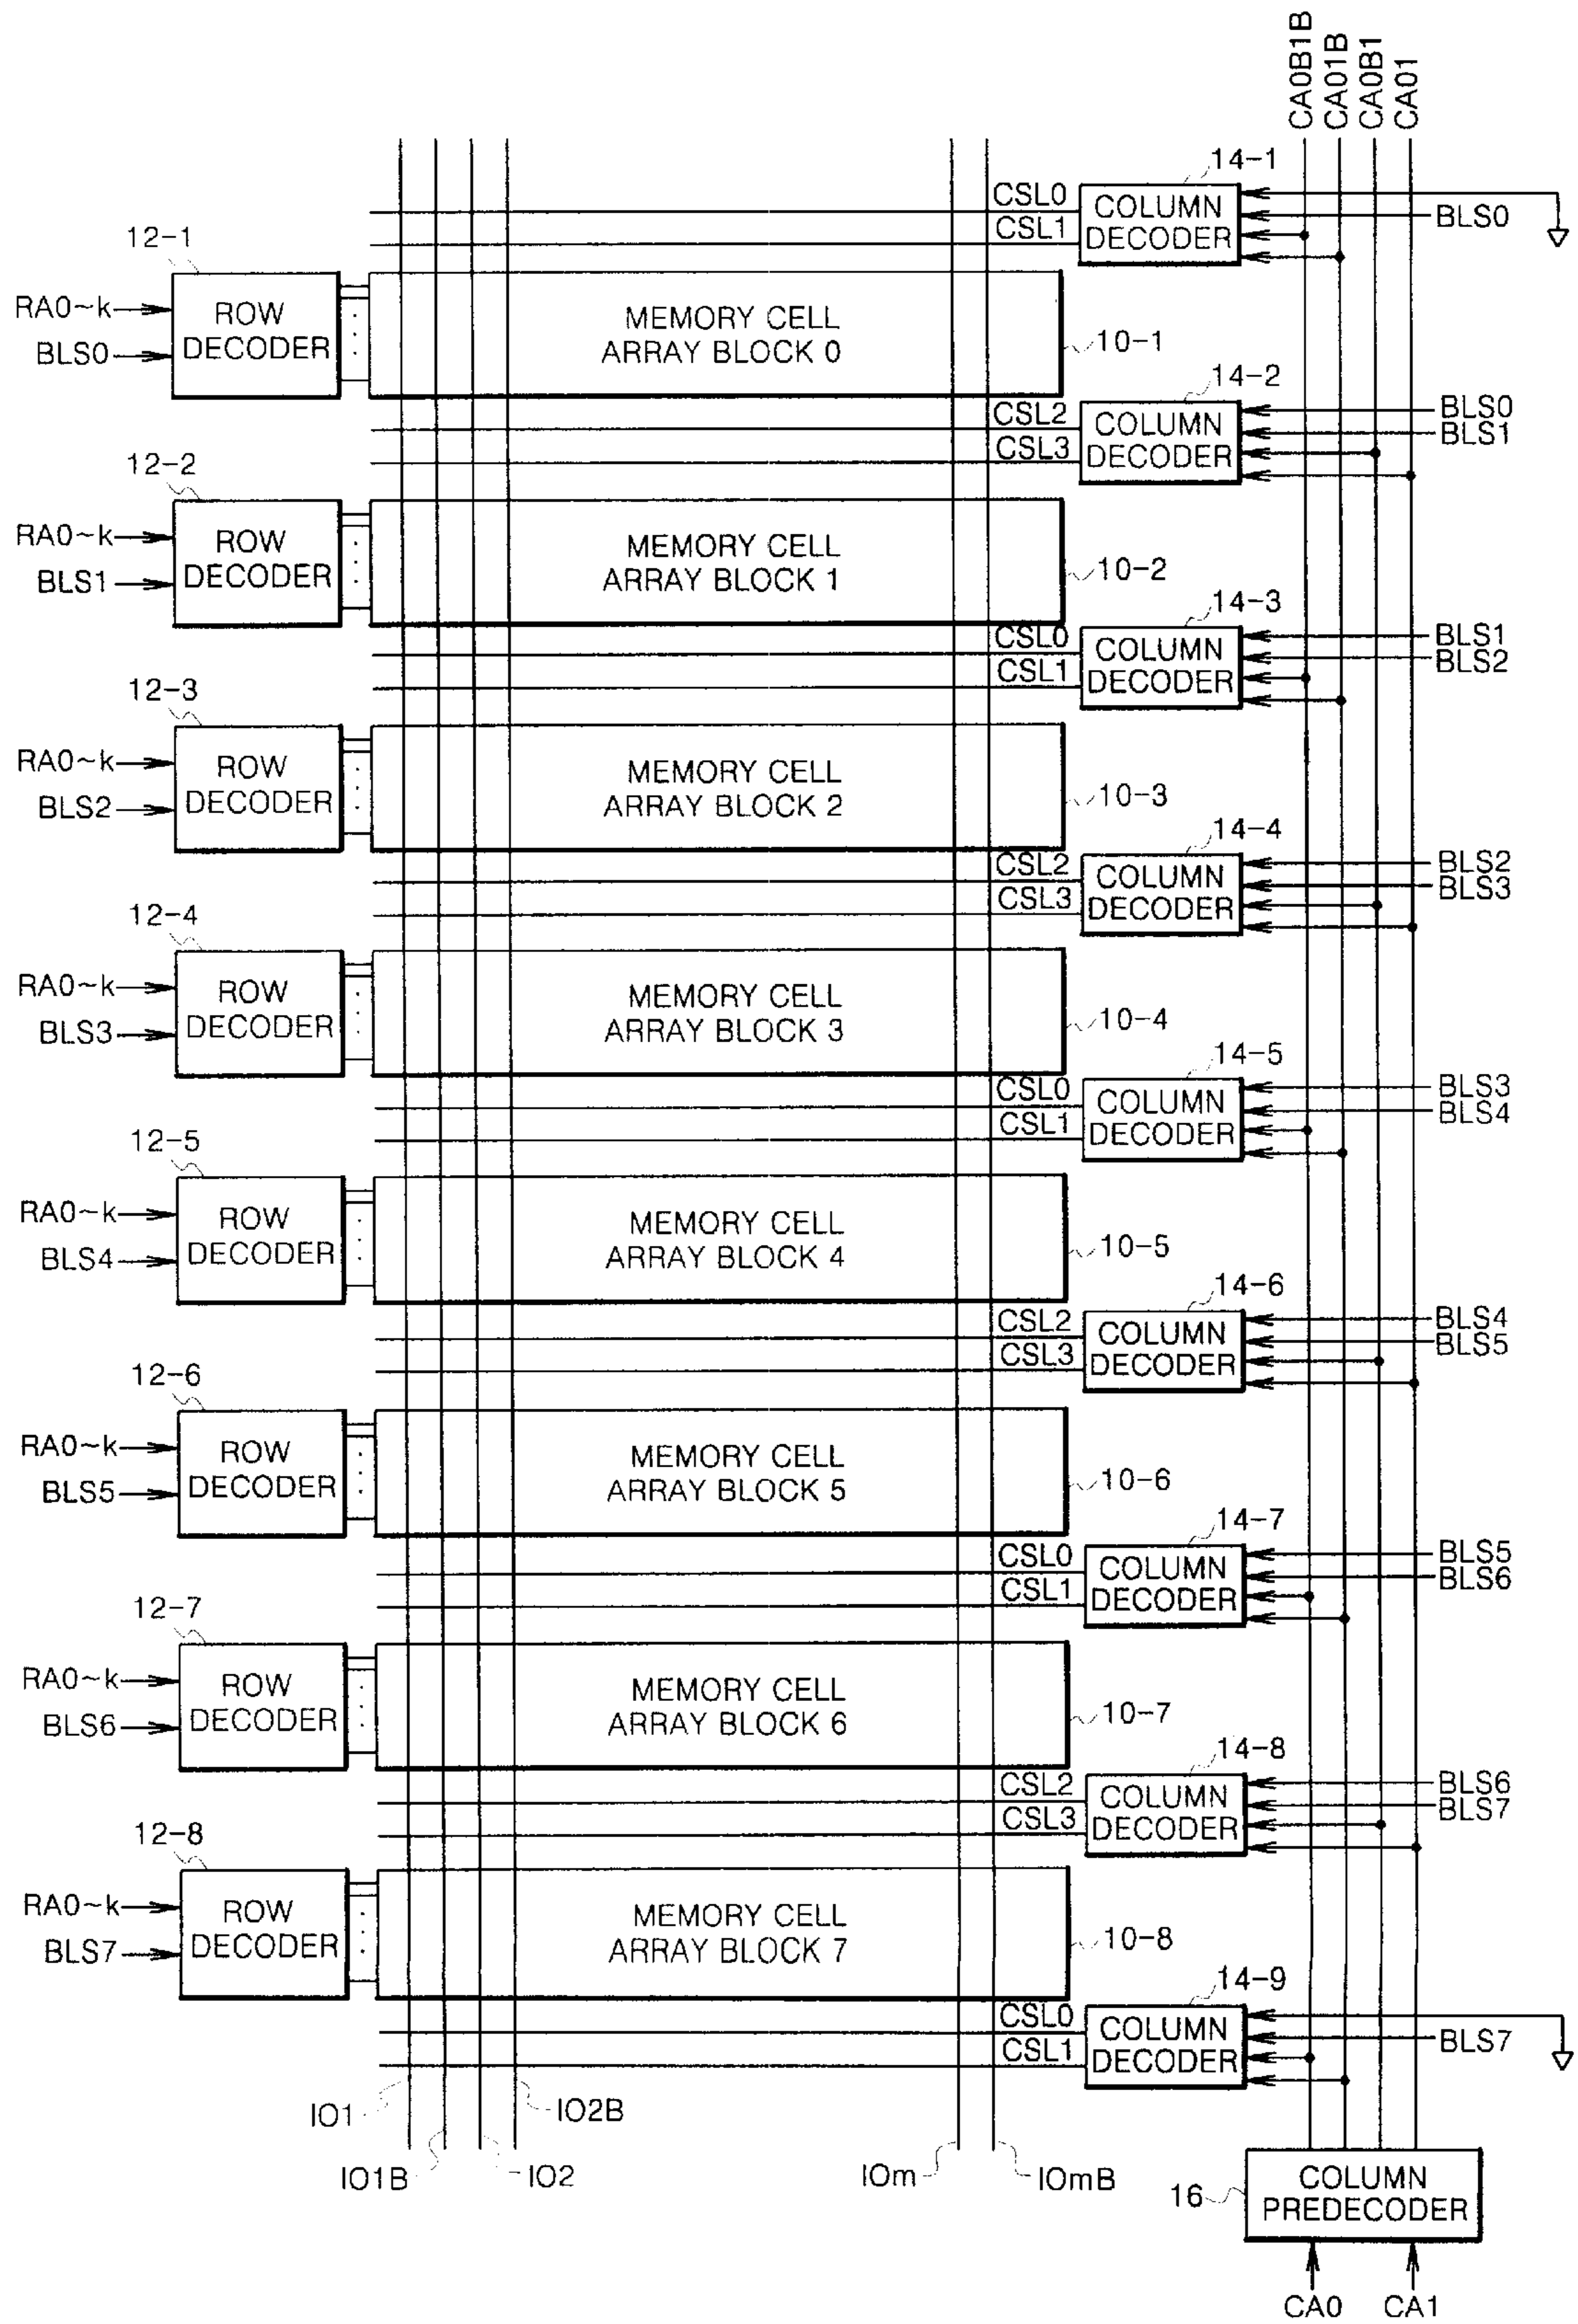 CA0B1B
CA01B
CA0B1
CA01
14-1
CSL0
CSL1
COLUMN
DECODER
BLS0
12-1
RA0~k
BLS0
ROW
DECODER
MEMORY CELL
ARRAY BLOCK 0
10-1
14-2
CSL2
CSL3
COLUMN
DECODER
BLS0
BLS1
12-2
RA0~k
BLS1
ROW
DECODER
MEMORY CELL
ARRAY BLOCK 1
10-2
14-3
CSL0
CSL1
COLUMN
DECODER
BLS1
BLS2
12-3
RA0~k
BLS2
ROW
DECODER
MEMORY CELL
ARRAY BLOCK 2
10-3
14-4
CSL2
CSL3
COLUMN
DECODER
BLS2
BLS3
12-4
RA0~k
BLS3
ROW
DECODER
MEMORY CELL
ARRAY BLOCK 3
10-4
14-5
CSL0
CSL1
COLUMN
DECODER
BLS3
BLS4
12-5
RA0~k
BLS4
ROW
DECODER
MEMORY CELL
ARRAY BLOCK 4
10-5
14-6
CSL2
CSL3
COLUMN
DECODER
BLS4
BLS5
12-6
RA0~k
BLS5
ROW
DECODER
MEMORY CELL
ARRAY BLOCK 5
10-6
14-7
CSL0
CSL1
COLUMN
DECODER
BLS5
BLS6
12-7
RA0~k
BLS6
ROW
DECODER
MEMORY CELL
ARRAY BLOCK 6
10-7
14-8
CSL2
CSL3
COLUMN
DECODER
BLS6
BLS7
12-8
RA0~k
BLS7
ROW
DECODER
MEMORY CELL
ARRAY BLOCK 7
10-8
14-9
CSL0
CSL1
COLUMN
DECODER
BLS7
IO1
IO2B
IO1B
IO2
IOm
IOmB
16
COLUMN
PREDECODER
CA0
CA1